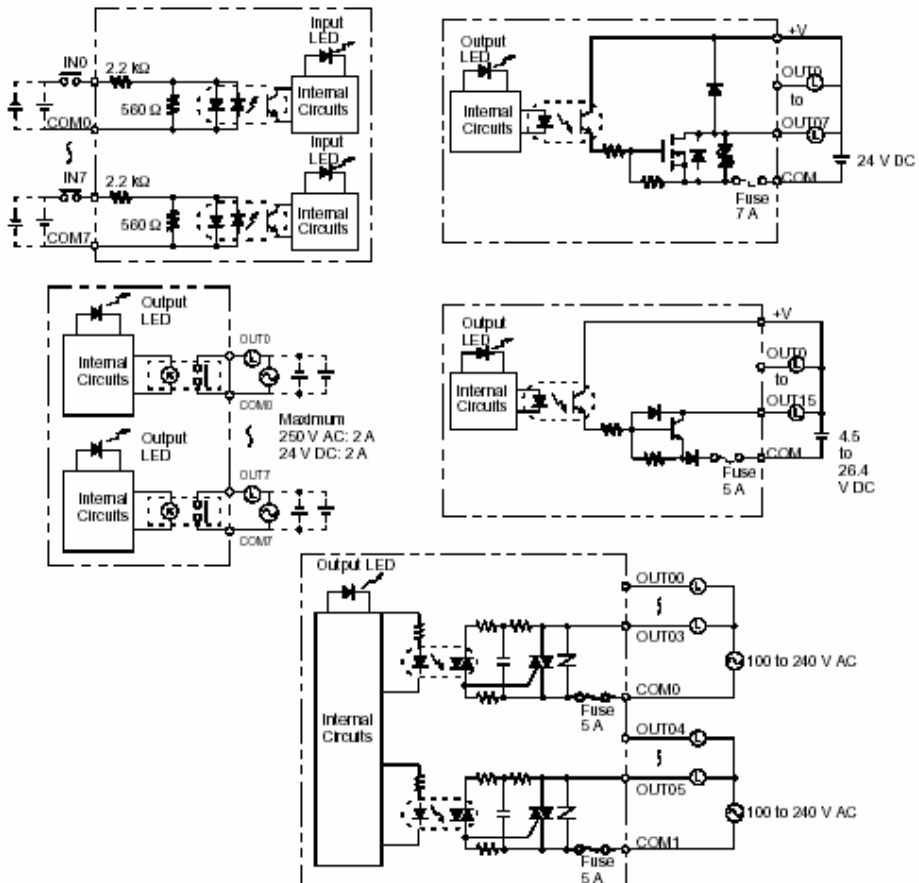 Input
LED
IN0
2.2 kΩ
560 Ω
Internal
Circuits
COM0
Input
LED
IN7
2.2 kΩ
560 Ω
Internal
Circuits
COM7
Output
LED
Internal
Circuits
+V
OUT0
to
OUT07
24 V DC
COM
Fuse
7 A
Output
LED
Internal
Circuits
OUT0
COM0
Maximum
250 V AC: 2 A
24 V DC: 2 A
Output
LED
Internal
Circuits
OUT7
COM7
Output
LED
Internal
Circuits
+V
OUT0
to
OUT15
COM
Fuse
5 A
4.5
to
26.4
V DC
Output LED
Internal
Circuits
OUT00
L
OUT03
L
100 to 240 V AC
COM0
Fuse
5 A
OUT04
L
OUT05
L
100 to 240 V AC
COM1
Fuse
5 A